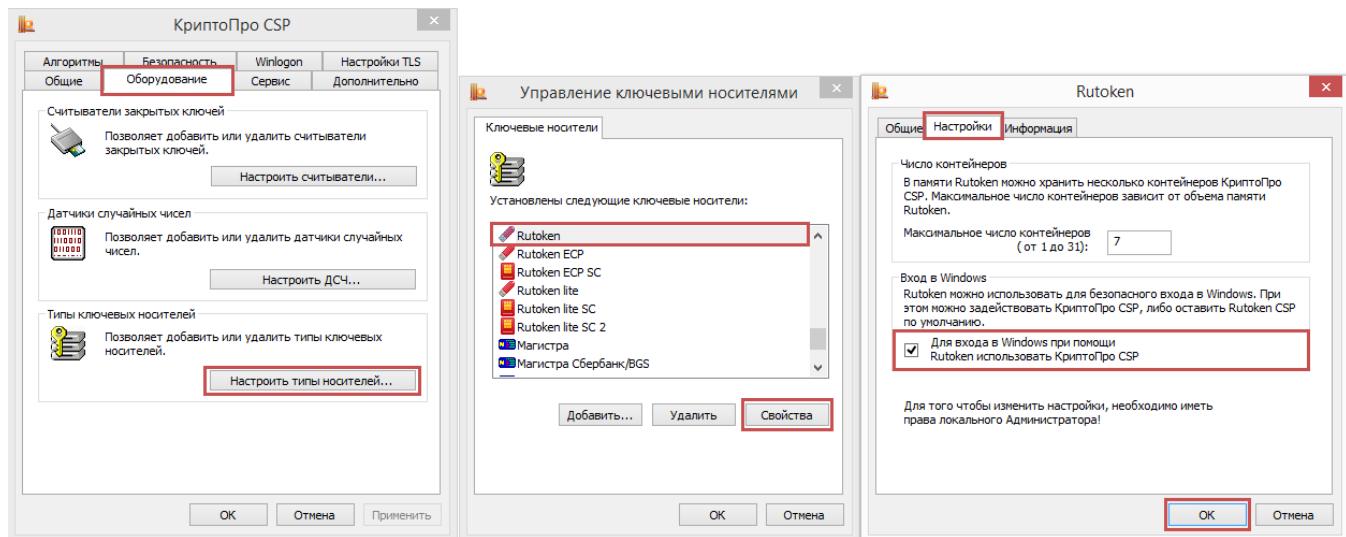 КриптоПро CSP
Алгоритмы Безопасность Winlogon Настройки TLS
Общие Оборудование Сервис Дополнительно
Считыватели закрытых ключей
Позволяет добавить или удалить считыватели
закрытых ключей.
Настроить считыватели...
Датчики случайных чисел
Позволяет добавить или удалить датчики случайных
чисел.
Настроить ДСЧ...
Типы ключевых носителей
Позволяет добавить или удалить типы ключевых
носителей.
Настроить типы носителей...
ОК Отмена Применить
Управление ключевыми носителями
Ключевые носители
Установлены следующие ключевые носители:
Rutoken
Rutoken ECP
Rutoken ECP SC
Rutoken lite
Rutoken lite SC
Rutoken lite SC 2
Магистра
Магистра Сбербанк/BGS
Добавить... Удалить Свойства
ОК Отмена
Rutoken
Общие Настройки Информация
Число контейнеров
В памяти Rutoken можно хранить несколько контейнеров КриптоПро
CSP. Максимальное число контейнеров зависит от объема памяти
Rutoken.
Максимальное число контейнеров
( от 1 до 31): 7
Вход в Windows
Rutoken можно использовать для безопасного входа в Windows. При
этом можно задействовать КриптоПро CSP, либо оставить Rutoken CSP
по умолчанию.
Для входа в Windows при помощи
Rutoken использовать КриптоПро CSP
Для того чтобы изменить настройки, необходимо иметь
права локального Администратора!
ОК Отмена